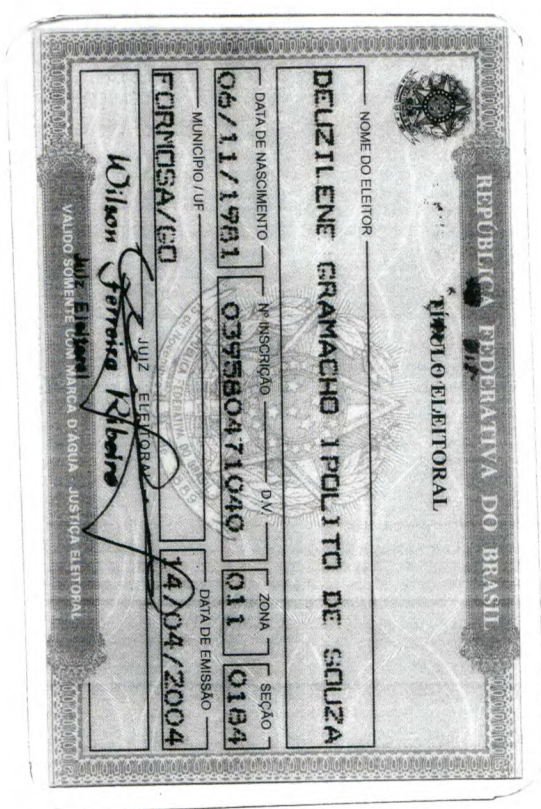 REPÚBLICA FEDERATIVA DO BRASIL
TÍTULO ELEITORAL
NOME DO ELEITOR
DEUZILENE GRAMACHO IPOLITO DE SOUZA
DATA DE NASCIMENTO
Nº INSCRIÇÃO
D.V.
ZONA
SEÇÃO
06/11/1981
039580471040
011
0184
MUNICÍPIO / UF
DATA DE EMISSÃO
FORMOSA/GO
14/04/2004
JUIZ ELEITORAL
Wilson Ferreira Ribeiro
Juiz Eleitoral
VÁLIDO SOMENTE COM MARCA D'ÁGUA - JUSTIÇA ELEITORAL